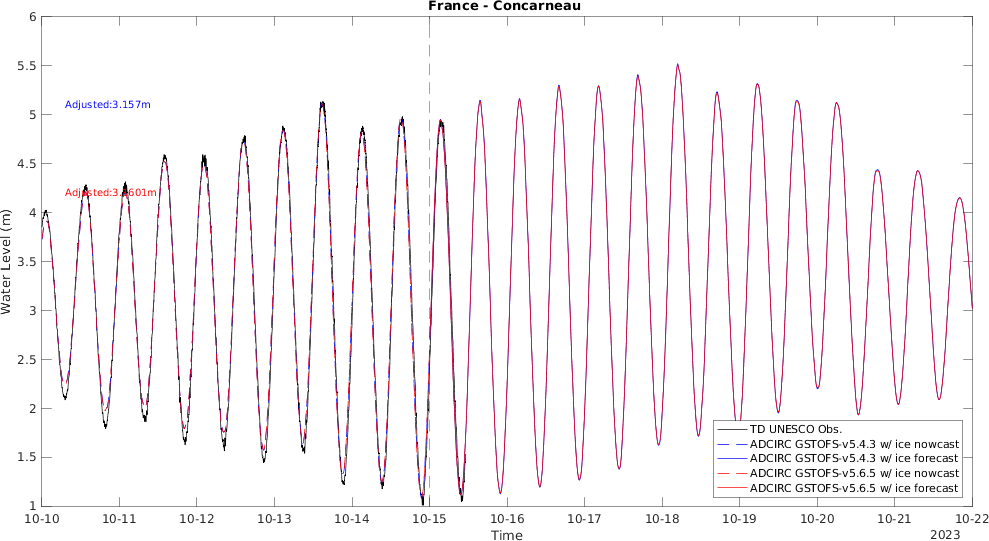 France - Concarneau
6
5.5
5
4.5
4
3.5
3
2.5
2
1.5
1
Water Level (m)
Adjusted:3.157m
10-10
10-11
10-12
10-13
10-14
10-15
10-16
10-17
10-18
10-19
10-20
10-21
10-22
Time
2023
TD UNESCO Obs.
ADCIRC GSTOFS-v5.4.3 w/ ice nowcast
ADCIRC GSTOFS-v5.4.3 w/ ice forecast
ADCIRC GSTOFS-v5.6.5 w/ ice nowcast
ADCIRC GSTOFS-v5.6.5 w/ ice forecast